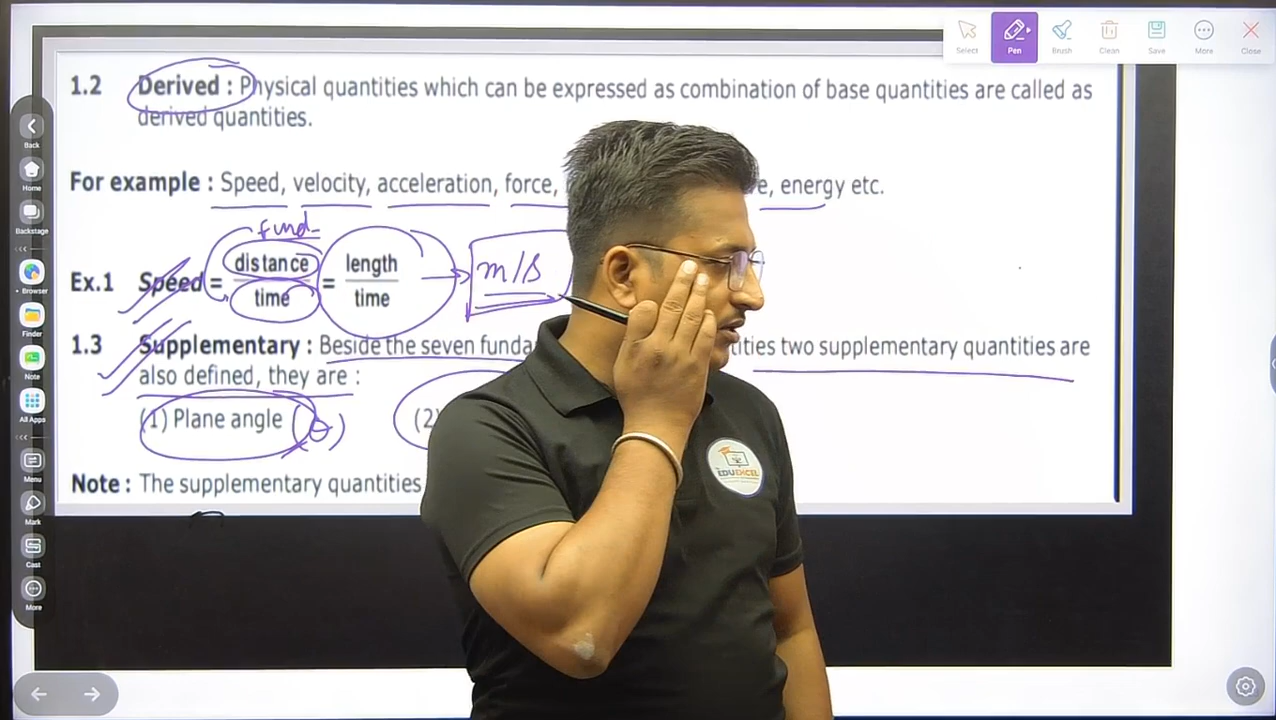 Select Pen Brush Clean Save More Close
1.2 Derived : Physical quantities which can be expressed as combination of base quantities are called as
derived quantities.
For example : Speed, velocity, acceleration, force, energy etc.
fund-
Ex.1 Speed = distance / time = length / time → m/s
1.3 Supplementary : Beside the seven two supplementary quantities are
also defined, they are :
(1) Plane angle (θ) (2)
Note : The supplementary quantities
EDUEXCEL
Back
Home
Backstage
Browser
Finder
Note
All Apps
Menu
Mark
Cast
More